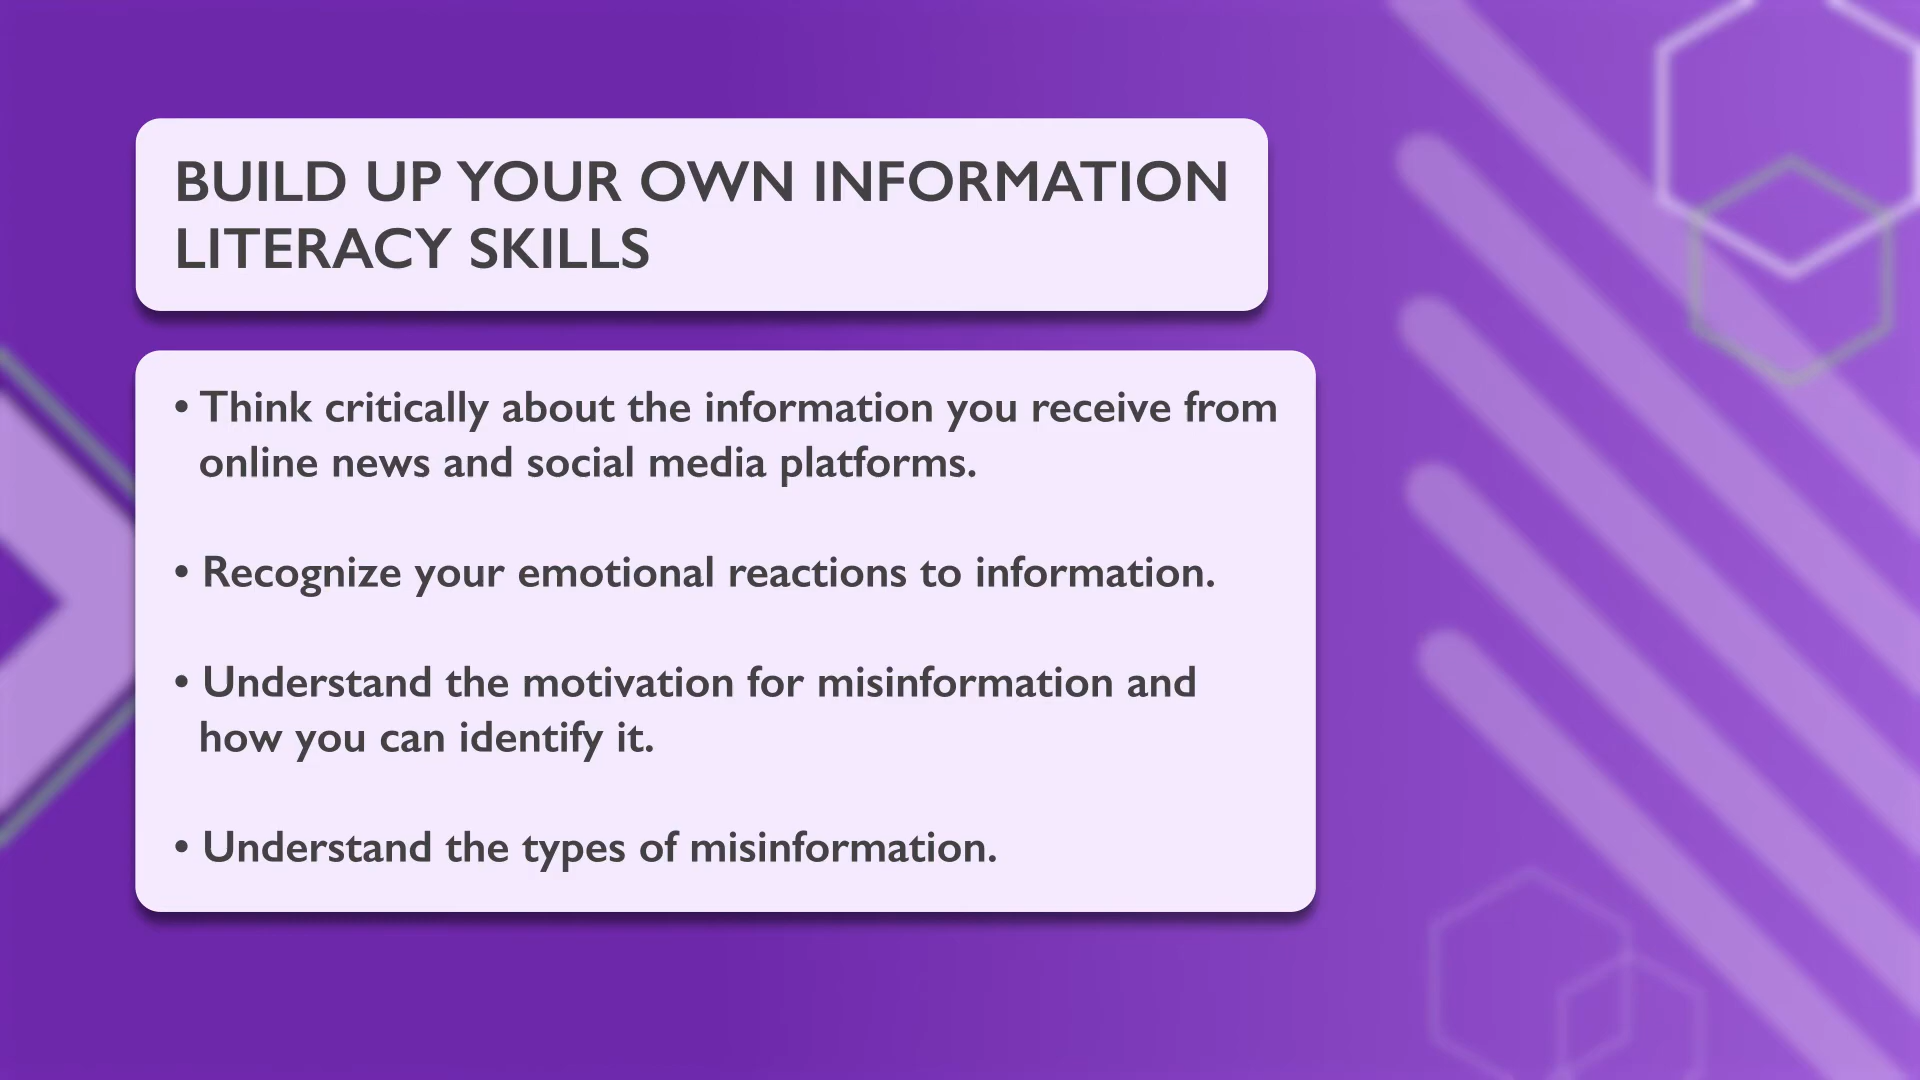 BUILD UP YOUR OWN INFORMATION
LITERACY SKILLS
• Think critically about the information you receive from
online news and social media platforms.
• Recognize your emotional reactions to information.
• Understand the motivation for misinformation and
how you can identify it.
• Understand the types of misinformation.